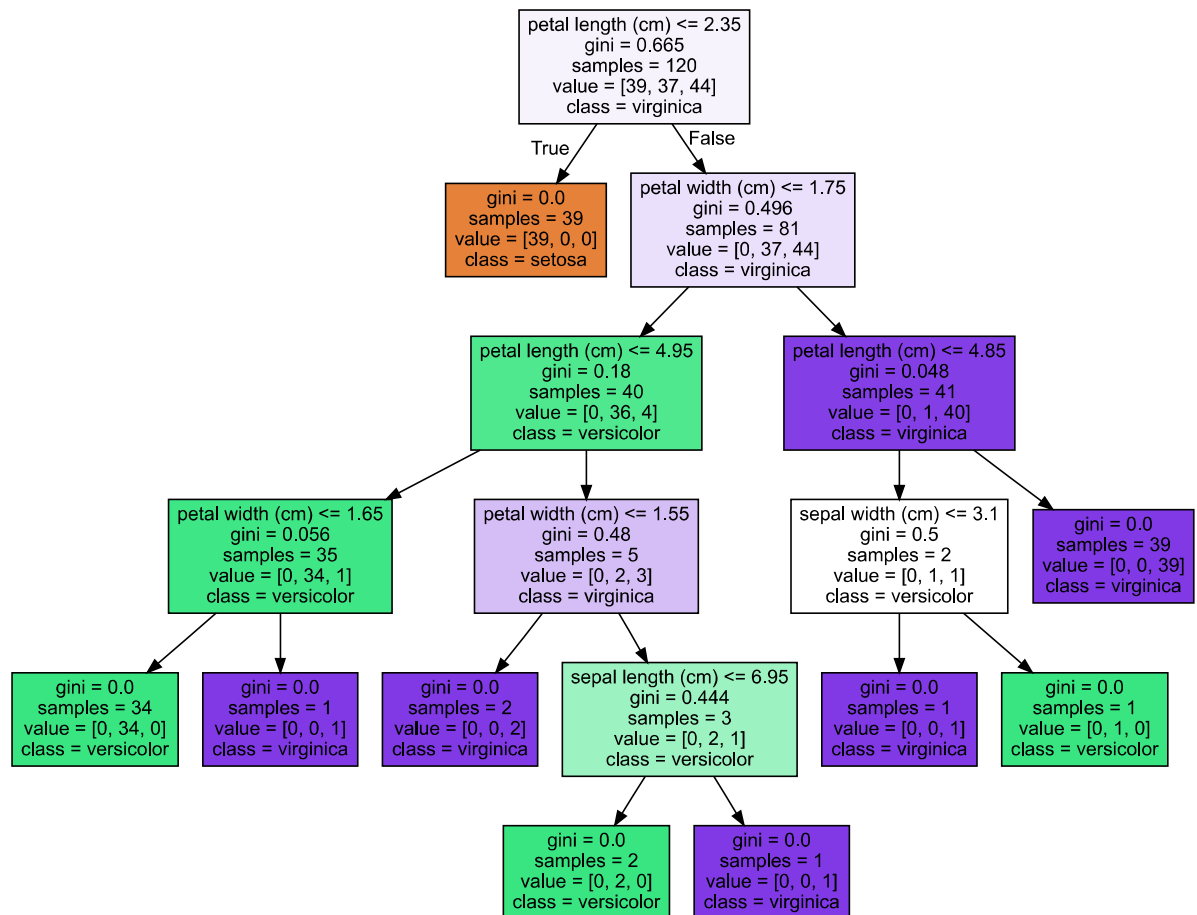 petal length (cm) <= 2.35
gini = 0.665
samples = 120
value = [39, 37, 44]
class = virginica
True
False
gini = 0.0
samples = 39
value = [39, 0, 0]
class = setosa
petal width (cm) <= 1.75
gini = 0.496
samples = 81
value = [0, 37, 44]
class = virginica
petal length (cm) <= 4.95
gini = 0.18
samples = 40
value = [0, 36, 4]
class = versicolor
petal length (cm) <= 4.85
gini = 0.048
samples = 41
value = [0, 1, 40]
class = virginica
petal width (cm) <= 1.65
gini = 0.056
samples = 35
value = [0, 34, 1]
class = versicolor
petal width (cm) <= 1.55
gini = 0.48
samples = 5
value = [0, 2, 3]
class = virginica
sepal width (cm) <= 3.1
gini = 0.5
samples = 2
value = [0, 1, 1]
class = versicolor
gini = 0.0
samples = 39
value = [0, 0, 39]
class = virginica
gini = 0.0
samples = 34
value = [0, 34, 0]
class = versicolor
gini = 0.0
samples = 1
value = [0, 0, 1]
class = virginica
gini = 0.0
samples = 2
value = [0, 0, 2]
class = virginica
sepal length (cm) <= 6.95
gini = 0.444
samples = 3
value = [0, 2, 1]
class = versicolor
gini = 0.0
samples = 1
value = [0, 0, 1]
class = virginica
gini = 0.0
samples = 1
value = [0, 1, 0]
class = versicolor
gini = 0.0
samples = 2
value = [0, 2, 0]
class = versicolor
gini = 0.0
samples = 1
value = [0, 0, 1]
class = virginica